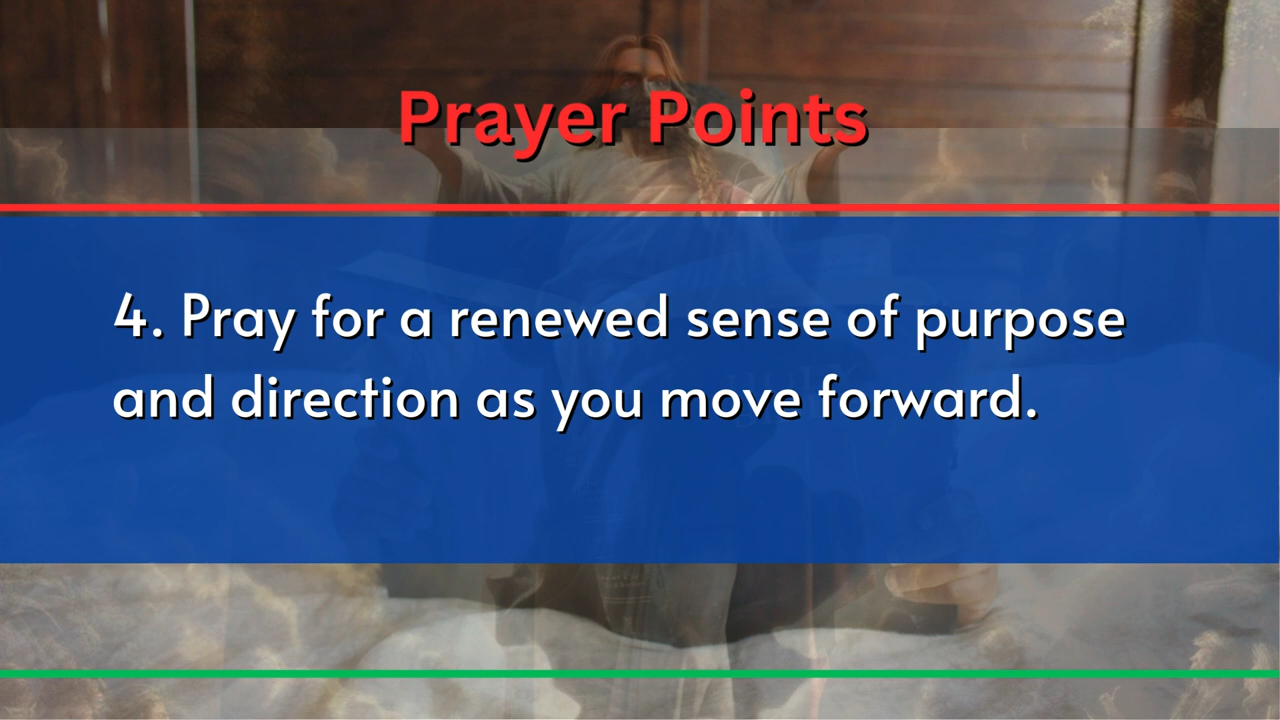 Prayer Points
4. Pray for a renewed sense of purpose
and direction as you move forward.